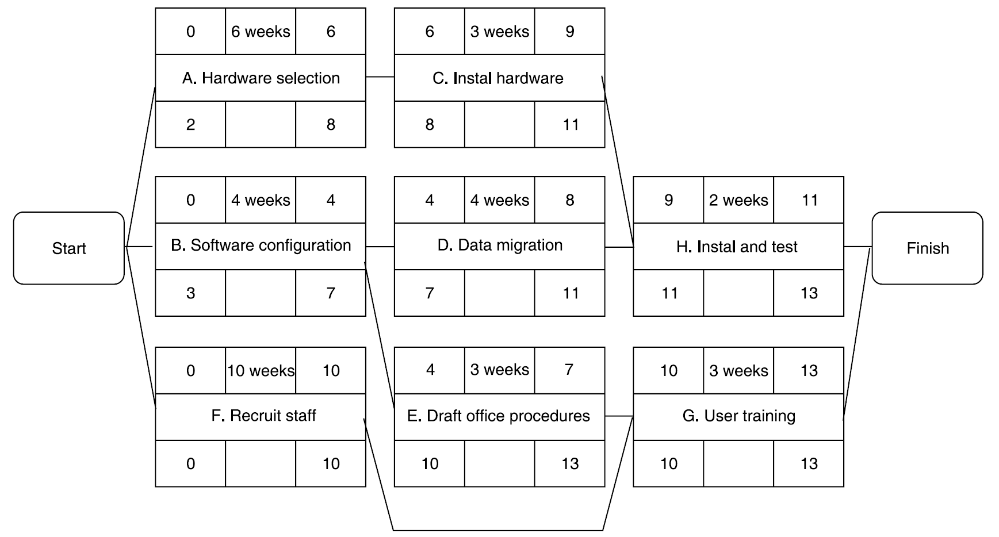 0 6 weeks 6
A. Hardware selection
2 8
6 3 weeks 9
C. Instal hardware
8 11
Start
0 4 weeks 4
B. Software configuration
3 7
4 4 weeks 8
D. Data migration
7 11
9 2 weeks 11
H. Instal and test
11 13
Finish
0 10 weeks 10
F. Recruit staff
0 10
4 3 weeks 7
E. Draft office procedures
10 13
10 3 weeks 13
G. User training
10 13